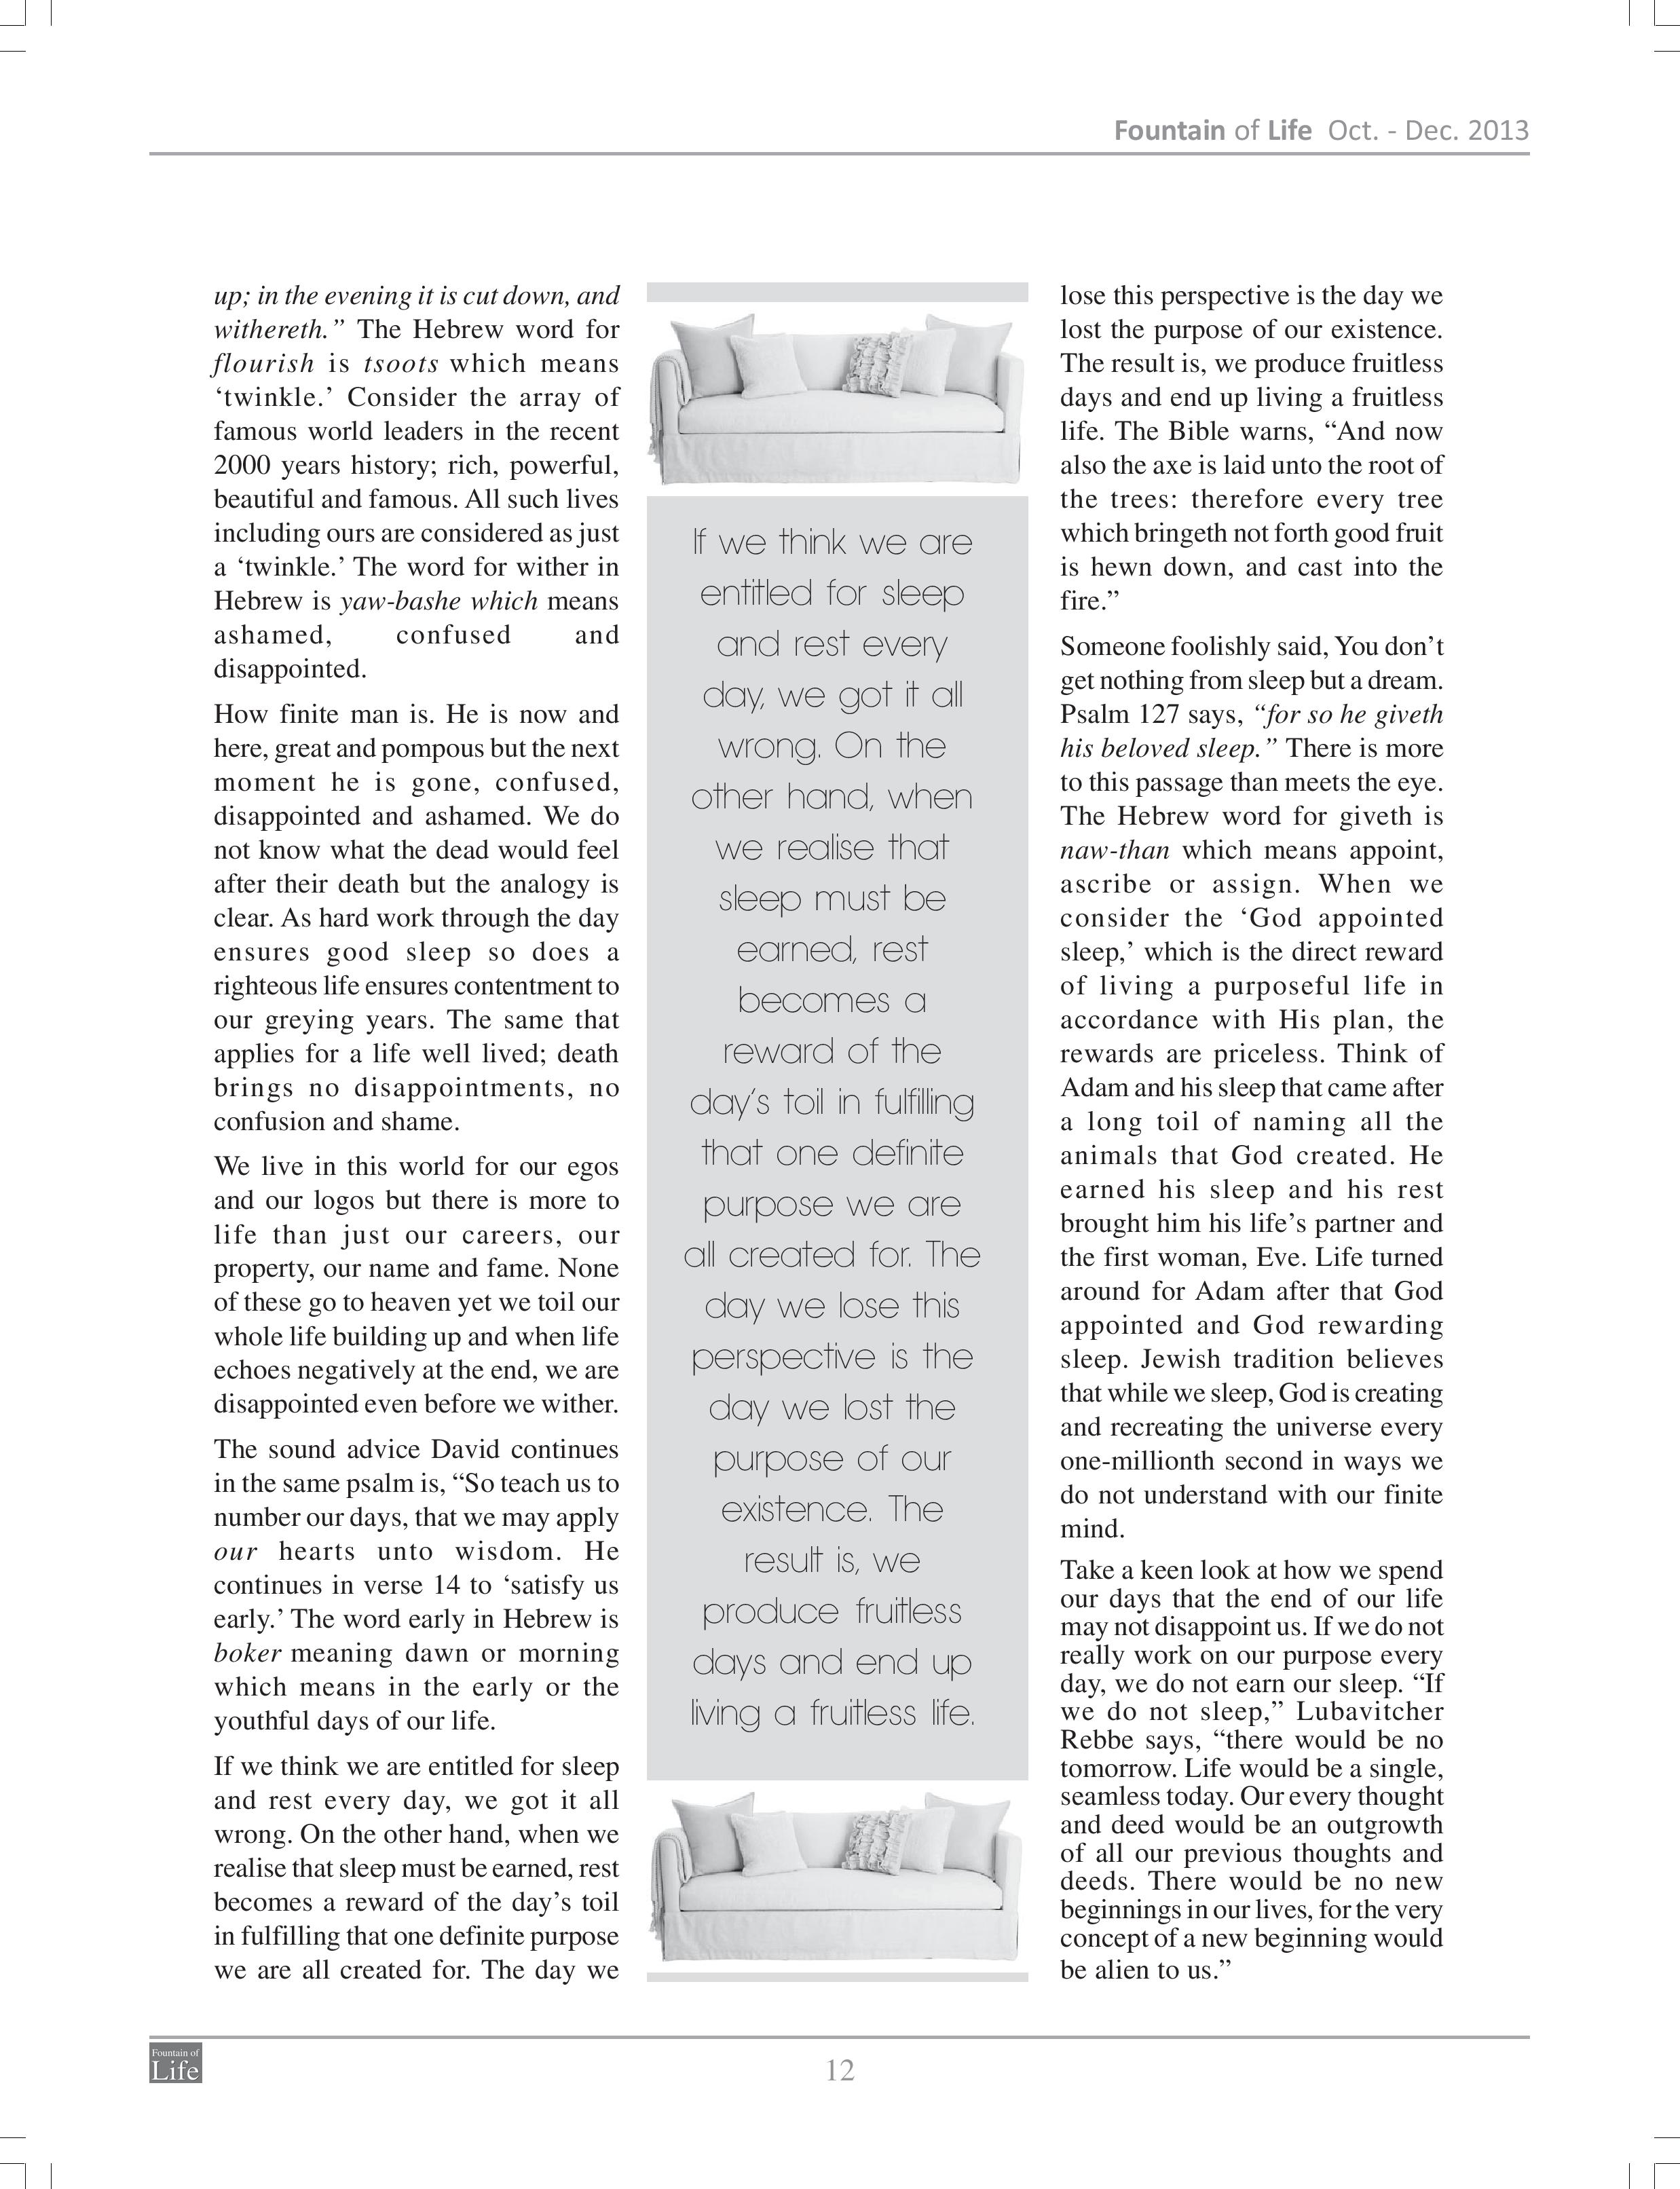 Fountain of Life Oct. - Dec. 2013
up; in the evening it is cut down, and
withereth.” The Hebrew word for
flourish is tsoots which means
‘twinkle.’ Consider the array of
famous world leaders in the recent
2000 years history; rich, powerful,
beautiful and famous. All such lives
including ours are considered as just
a ‘twinkle.’ The word for wither in
Hebrew is yaw-bashe which means
ashamed, confused and
disappointed.
How finite man is. He is now and
here, great and pompous but the next
moment he is gone, confused,
disappointed and ashamed. We do
not know what the dead would feel
after their death but the analogy is
clear. As hard work through the day
ensures good sleep so does a
righteous life ensures contentment to
our greying years. The same that
applies for a life well lived; death
brings no disappointments, no
confusion and shame.
We live in this world for our egos
and our logos but there is more to
life than just our careers, our
property, our name and fame. None
of these go to heaven yet we toil our
whole life building up and when life
echoes negatively at the end, we are
disappointed even before we wither.
The sound advice David continues
in the same psalm is, “So teach us to
number our days, that we may apply
our hearts unto wisdom. He
continues in verse 14 to ‘satisfy us
early.’ The word early in Hebrew is
boker meaning dawn or morning
which means in the early or the
youthful days of our life.
If we think we are entitled for sleep
and rest every day, we got it all
wrong. On the other hand, when we
realise that sleep must be earned, rest
becomes a reward of the day’s toil
in fulfilling that one definite purpose
we are all created for. The day we
If we think we are
entitled for sleep
and rest every
day, we got it all
wrong. On the
other hand, when
we realise that
sleep must be
earned, rest
becomes a
reward of the
day’s toil in fulfilling
that one definite
purpose we are
all created for. The
day we lose this
perspective is the
day we lost the
purpose of our
existence. The
result is, we
produce fruitless
days and end up
living a fruitless life.
lose this perspective is the day we
lost the purpose of our existence.
The result is, we produce fruitless
days and end up living a fruitless
life. The Bible warns, “And now
also the axe is laid unto the root of
the trees: therefore every tree
which bringeth not forth good fruit
is hewn down, and cast into the
fire.”
Someone foolishly said, You don’t
get nothing from sleep but a dream.
Psalm 127 says, “for so he giveth
his beloved sleep.” There is more
to this passage than meets the eye.
The Hebrew word for giveth is
naw-than which means appoint,
ascribe or assign. When we
consider the ‘God appointed
sleep,’ which is the direct reward
of living a purposeful life in
accordance with His plan, the
rewards are priceless. Think of
Adam and his sleep that came after
a long toil of naming all the
animals that God created. He
earned his sleep and his rest
brought him his life’s partner and
the first woman, Eve. Life turned
around for Adam after that God
appointed and God rewarding
sleep. Jewish tradition believes
that while we sleep, God is creating
and recreating the universe every
one-millionth second in ways we
do not understand with our finite
mind.
Take a keen look at how we spend
our days that the end of our life
may not disappoint us. If we do not
really work on our purpose every
day, we do not earn our sleep. “If
we do not sleep,” Lubavitcher
Rebbe says, “there would be no
tomorrow. Life would be a single,
seamless today. Our every thought
and deed would be an outgrowth
of all our previous thoughts and
deeds. There would be no new
beginnings in our lives, for the very
concept of a new beginning would
be alien to us.”
Fountain of
Life
12